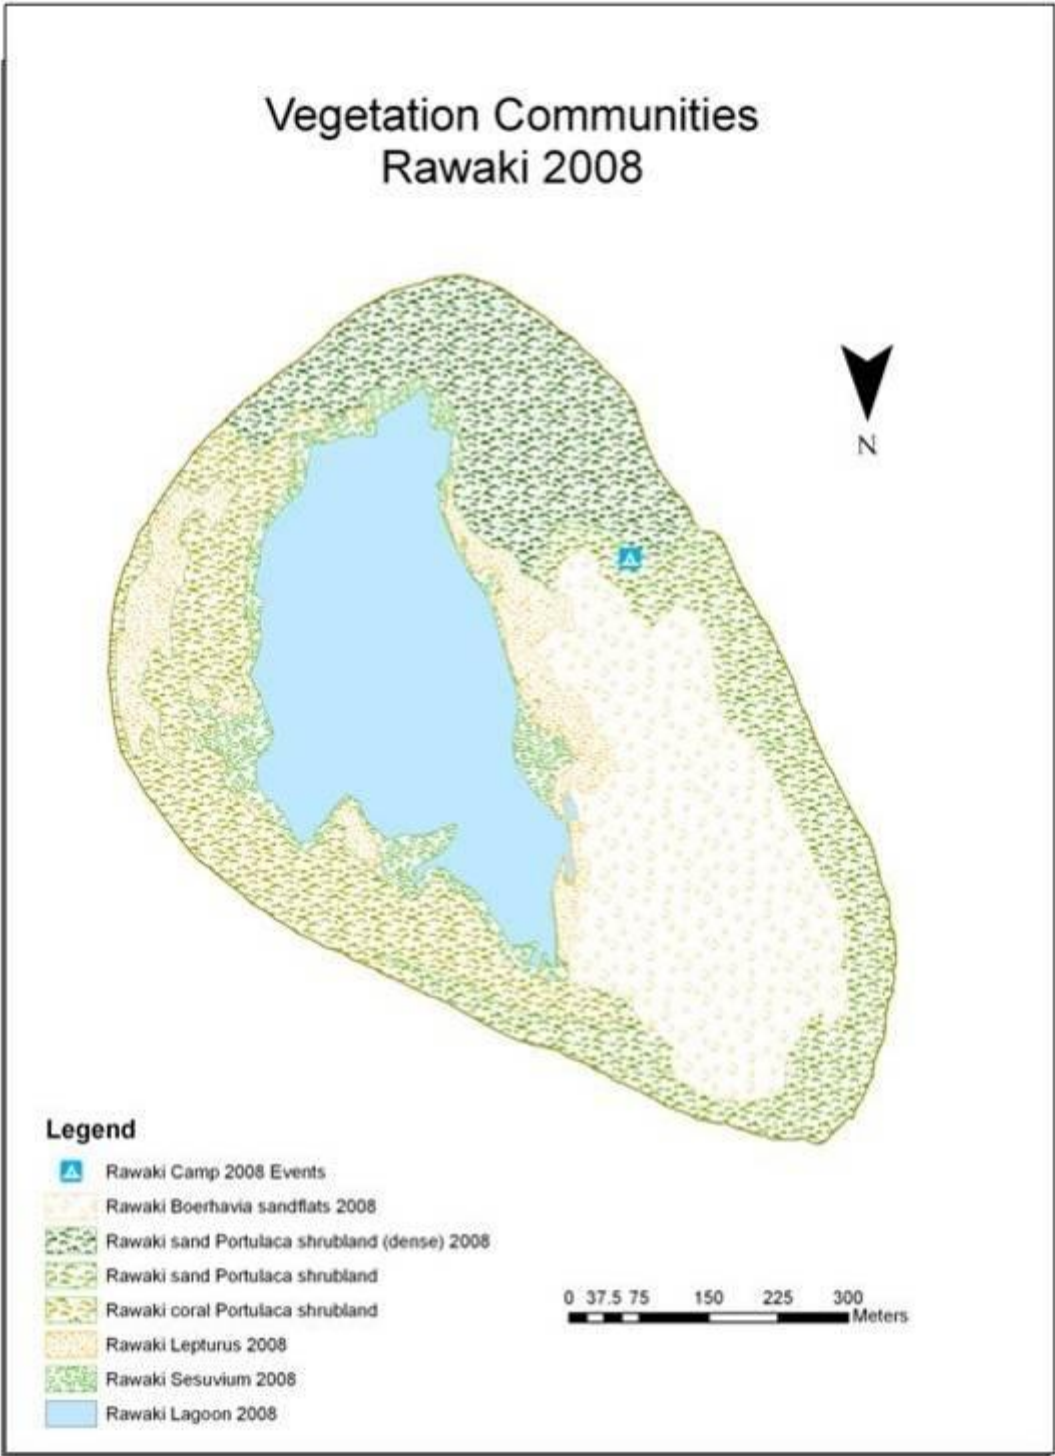 Vegetation Communities
Rawaki 2008
N
Legend
Rawaki Camp 2008 Events
Rawaki Boerhavia sandflats 2008
Rawaki sand Portulaca shrubland (dense) 2008
Rawaki sand Portulaca shrubland
Rawaki coral Portulaca shrubland
Rawaki Lepturus 2008
Rawaki Sesuvium 2008
Rawaki Lagoon 2008
0 37.5 75 150 225 300
Meters